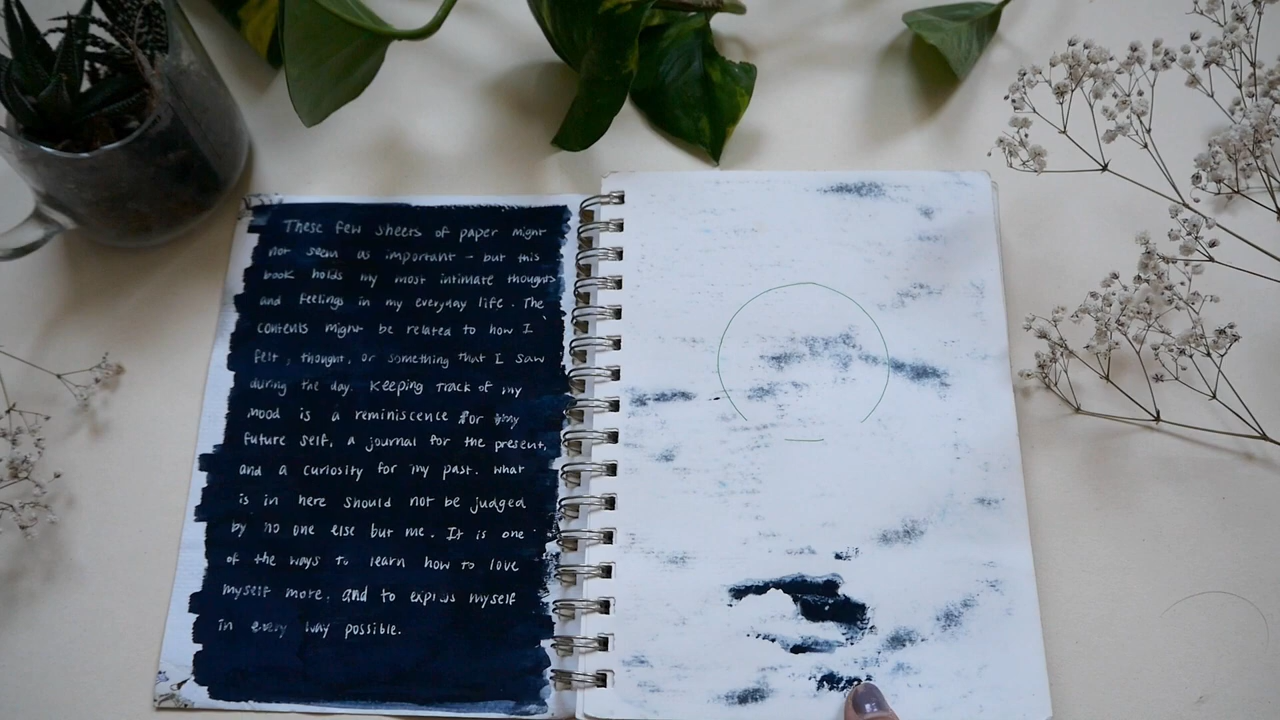 These few sheets of paper might
not seem as important - but this
book holds my most intimate thoughts
and feelings in my everyday life. The
contents might be related to how I
felt, thought, or something that I saw
during the day. Keeping track of my
mood is a reminiscence for my
future self, a journal for the present,
and a curiosity for my past. What
is in here should not be judged
by no one else but me. It is one
of the ways to learn how to love
myself more. and to express myself
in every way possible.